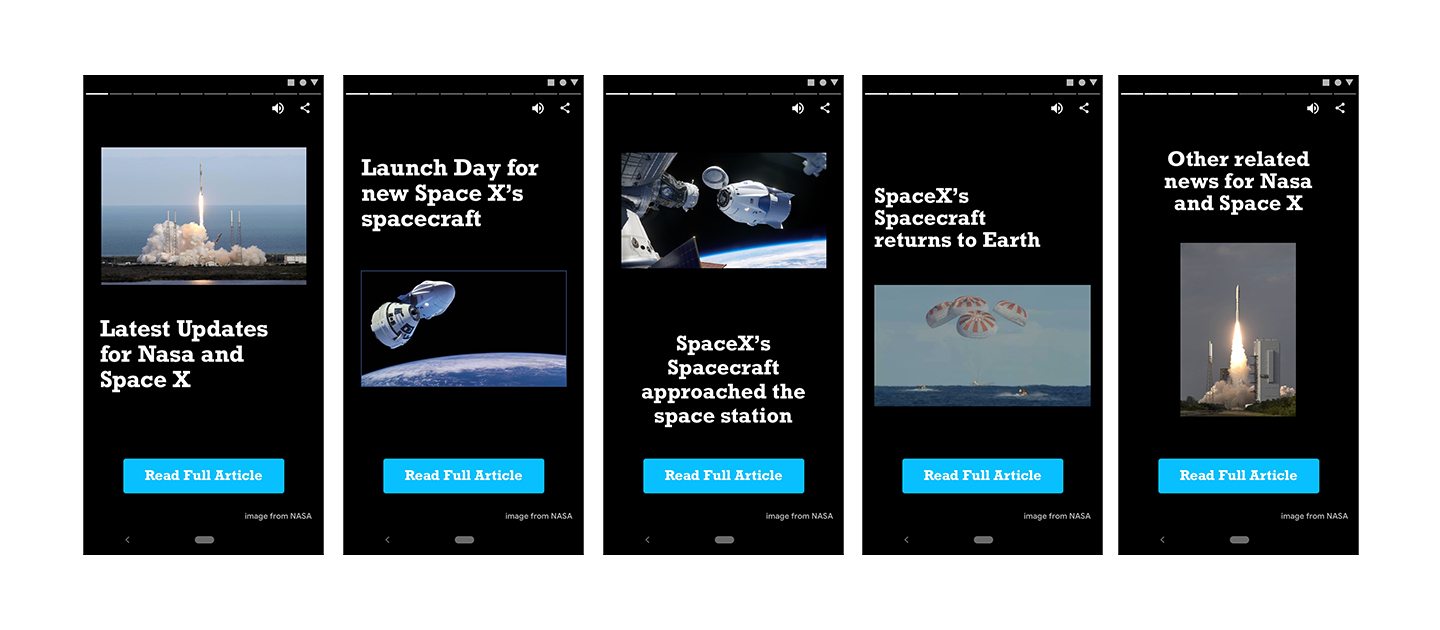 Latest Updates
for Nasa and
Space X
Read Full Article
image from NASA
Launch Day for
new Space X’s
spacecraft
Read Full Article
image from NASA
SpaceX’s
Spacecraft
approached the
space station
Read Full Article
image from NASA
SpaceX’s
Spacecraft
returns to Earth
Read Full Article
image from NASA
Other related
news for Nasa
and Space X
Read Full Article
image from NASA